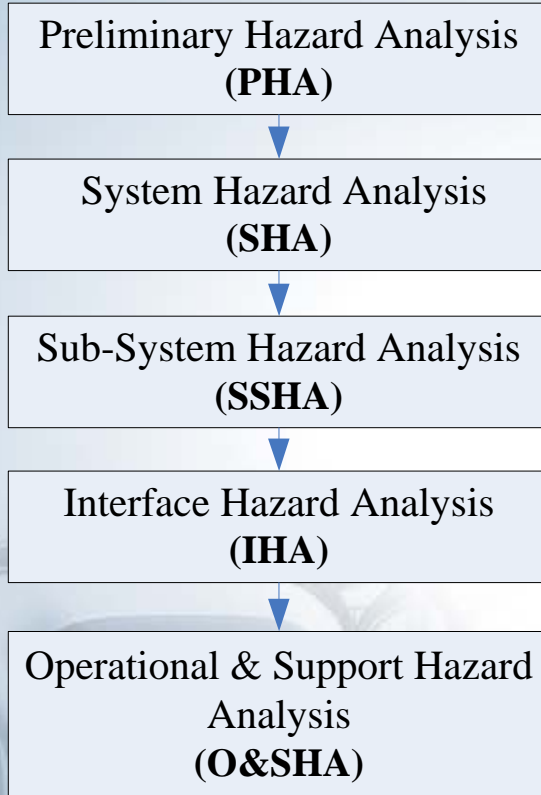 Preliminary Hazard Analysis
(PHA)
System Hazard Analysis
(SHA)
Sub-System Hazard Analysis
(SSHA)
Interface Hazard Analysis
(IHA)
Operational & Support Hazard
Analysis
(O&SHA)